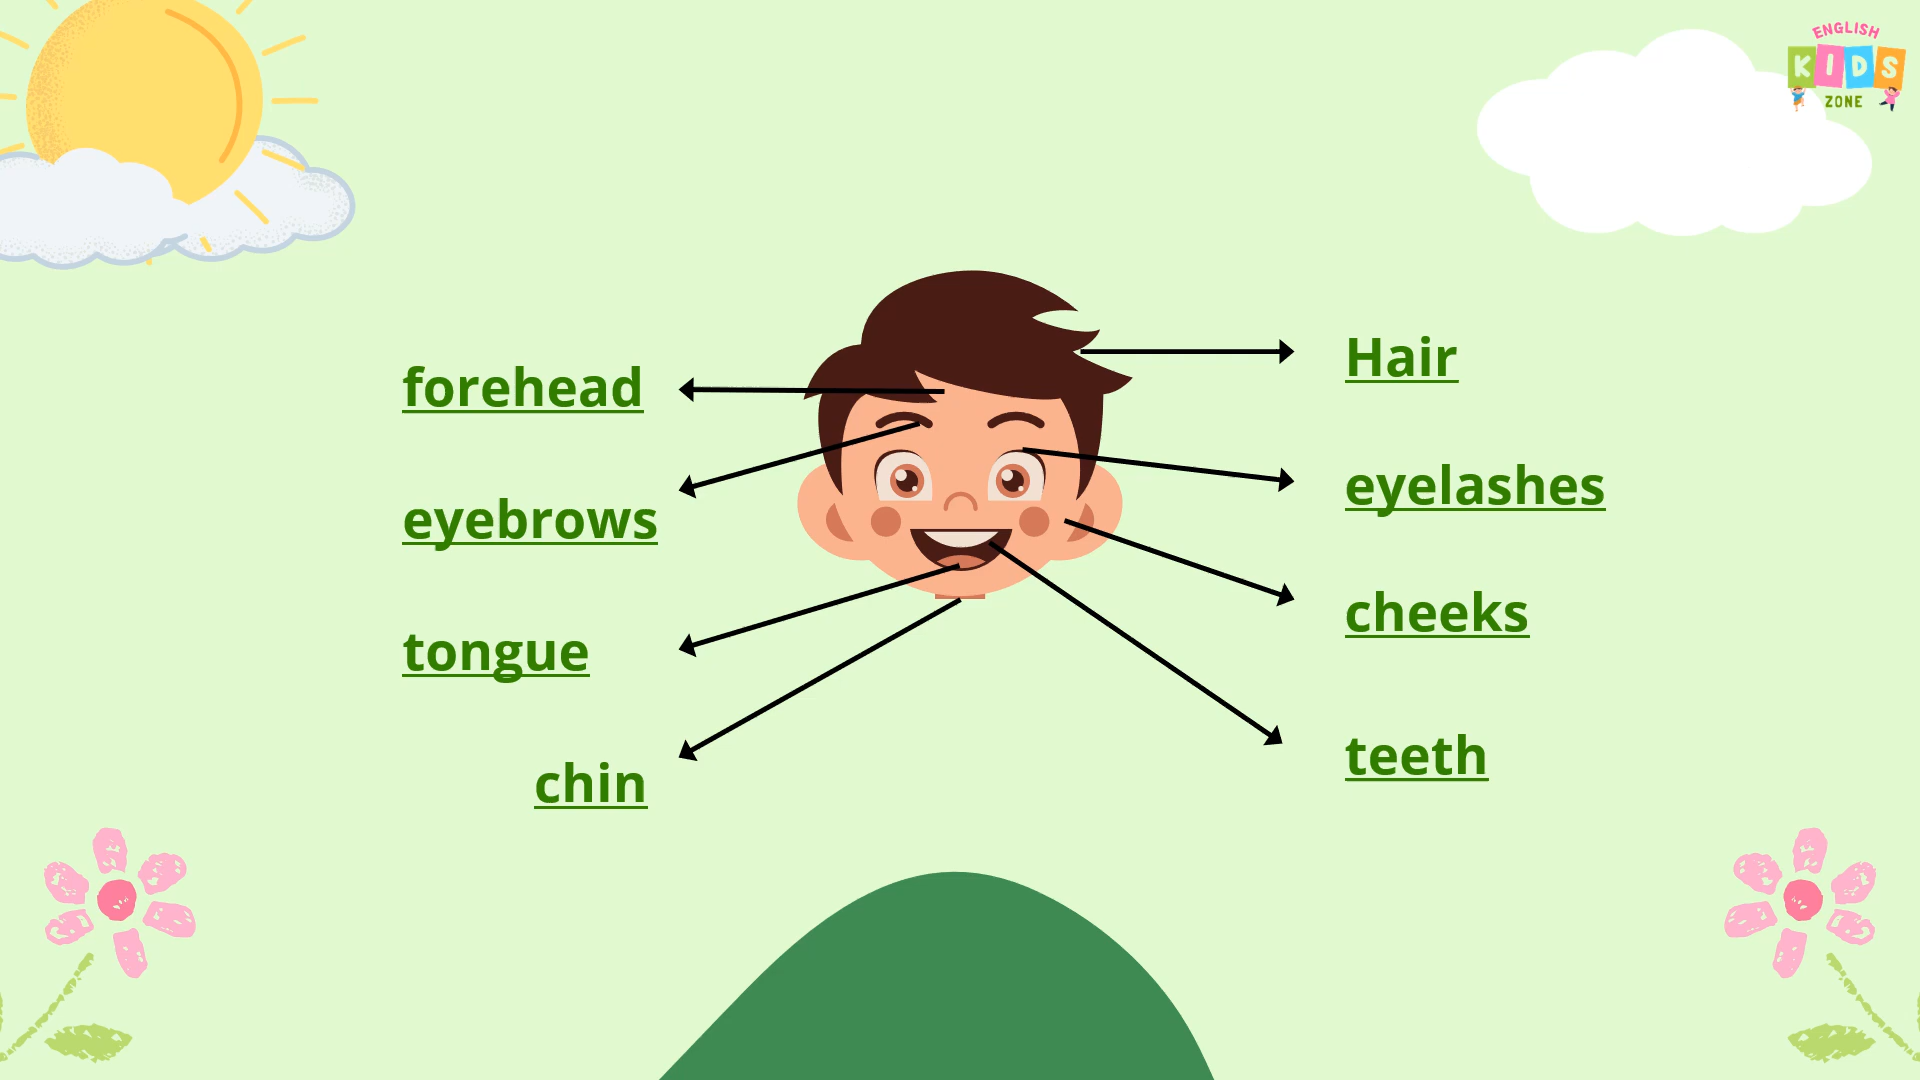 ENGLISH
KIDS
ZONE
forehead
eyebrows
tongue
chin
Hair
eyelashes
cheeks
teeth